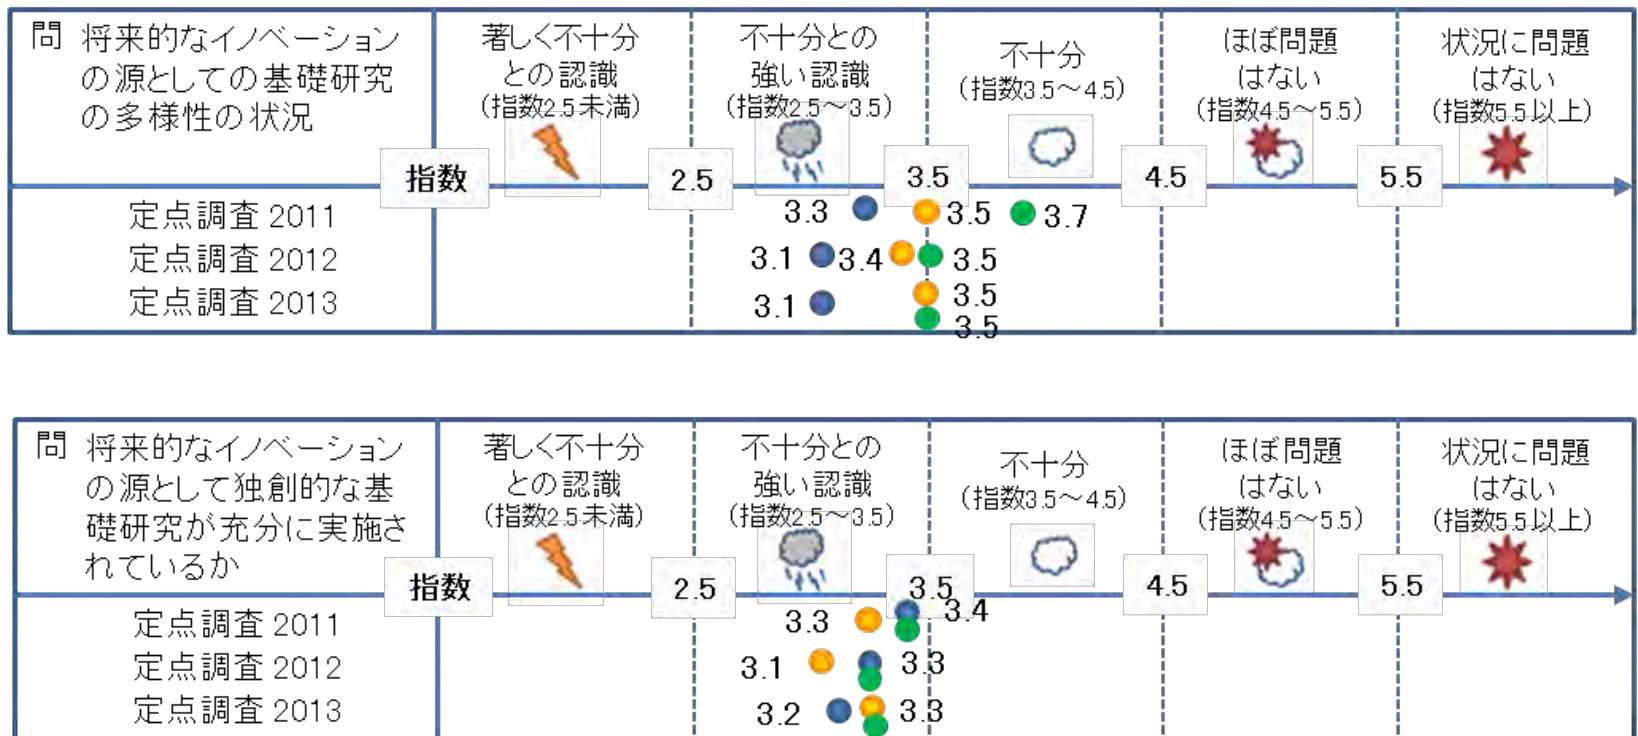 問 将来的なイノベーション
の源としての基礎研究
の多様性の状況
著しく不十分
との認識
(指数2.5未満)
不十分との
強い認識
(指数2.5～3.5)
不十分
(指数3.5～4.5)
ほぼ問題
はない
(指数4.5～5.5)
状況に問題
はない
(指数5.5以上)
指数 2.5 3.5 4.5 5.5
定点調査 2011 3.3 3.5 3.7
定点調査 2012 3.1 3.4 3.5
定点調査 2013 3.1 3.5
3.5
問 将来的なイノベーション
の源として独創的な基
礎研究が充分に実施さ
れているか
著しく不十分
との認識
(指数2.5未満)
不十分との
強い認識
(指数2.5～3.5)
不十分
(指数3.5～4.5)
ほぼ問題
はない
(指数4.5～5.5)
状況に問題
はない
(指数5.5以上)
指数 2.5 3.5 4.5 5.5
定点調査 2011 3.3 3.4
定点調査 2012 3.1 3.3
定点調査 2013 3.2 3.3